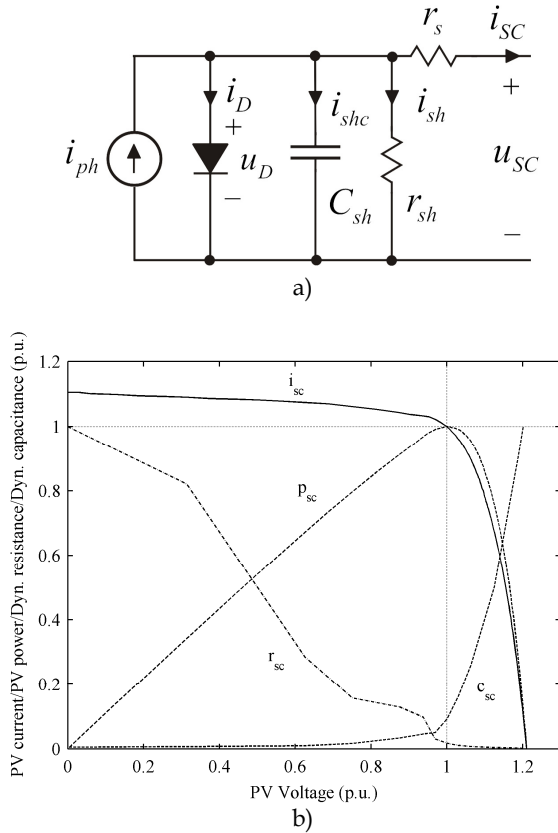 r_s
i_SC
+
i_D
+
i_shc
i_sh
i_ph
u_D
u_SC
−
C_sh
r_sh
−
a)
PV current/PV power/Dyn. resistance/Dyn. capacitance (p.u.)
1.2
1
0.8
0.6
0.4
0.2
0
i_sc
p_sc
r_sc
c_sc
0 0.2 0.4 0.6 0.8 1 1.2
PV Voltage (p.u.)
b)